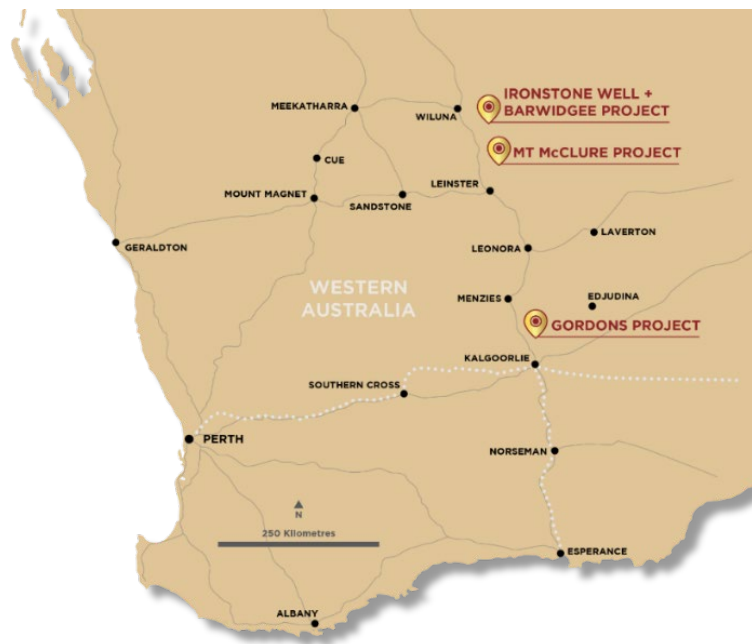 IRONSTONE WELL +
BARWIDGEE PROJECT
MEEKATHARRA
WILUNA
MT McCLURE PROJECT
CUE
LEINSTER
MOUNT MAGNET
SANDSTONE
LAVERTON
GERALDTON
LEONORA
WESTERN
AUSTRALIA
MENZIES
EDJUDINA
GORDONS PROJECT
KALGOORLIE
SOUTHERN CROSS
PERTH
NORSEMAN
N
250 Kilometres
ESPERANCE
ALBANY